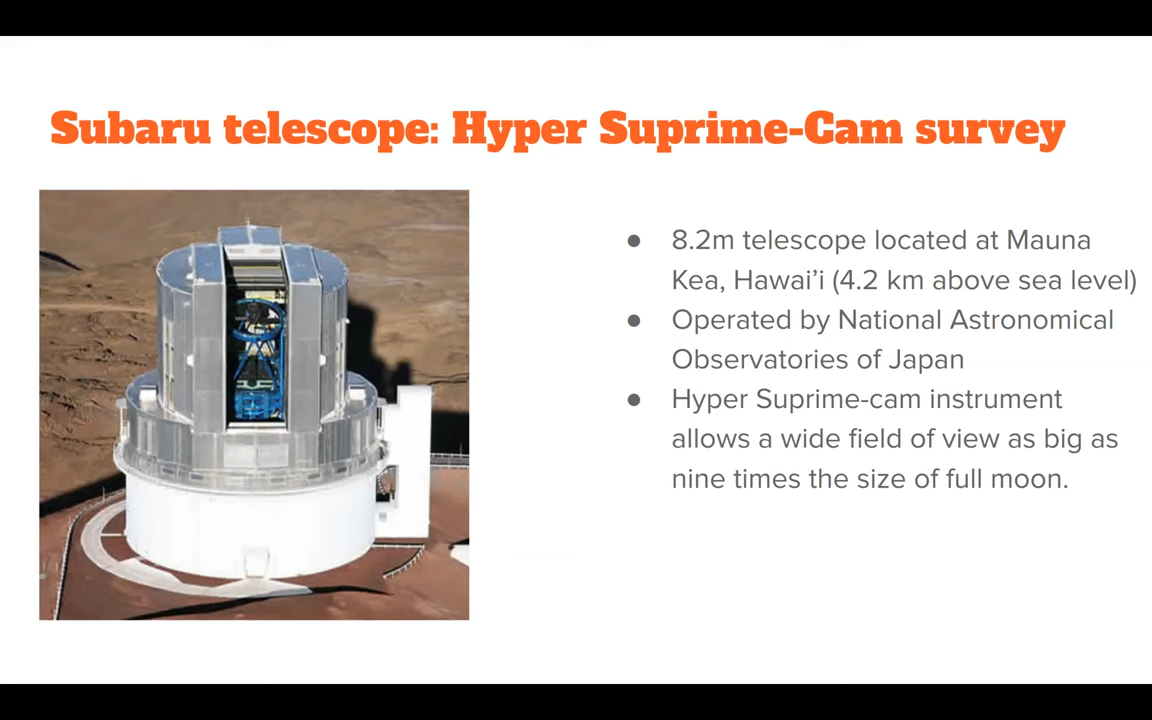 Subaru telescope: Hyper Suprime-Cam survey
● 8.2m telescope located at Mauna
Kea, Hawai’i (4.2 km above sea level)
● Operated by National Astronomical
Observatories of Japan
● Hyper Suprime-cam instrument
allows a wide field of view as big as
nine times the size of full moon.